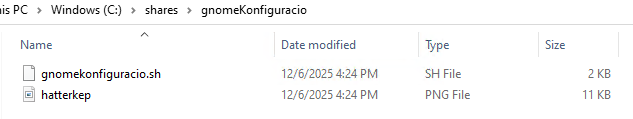 his PC > Windows (C:) > shares > gnomeKonfiguracio
Name Date modified Type Size
gnomekonfiguracio.sh 12/6/2025 4:24 PM SH File 2 KB
hatterkep 12/6/2025 4:24 PM PNG File 11 KB